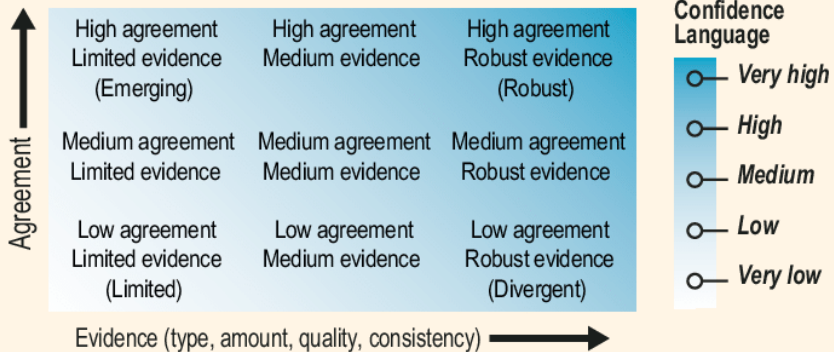 High agreement
Limited evidence
(Emerging)
High agreement
Medium evidence
High agreement
Robust evidence
(Robust)
Medium agreement
Limited evidence
Medium agreement
Medium evidence
Medium agreement
Robust evidence
Low agreement
Limited evidence
(Limited)
Low agreement
Medium evidence
Low agreement
Robust evidence
(Divergent)
Agreement
Evidence (type, amount, quality, consistency)
Confidence
Language
Very high
High
Medium
Low
Very low